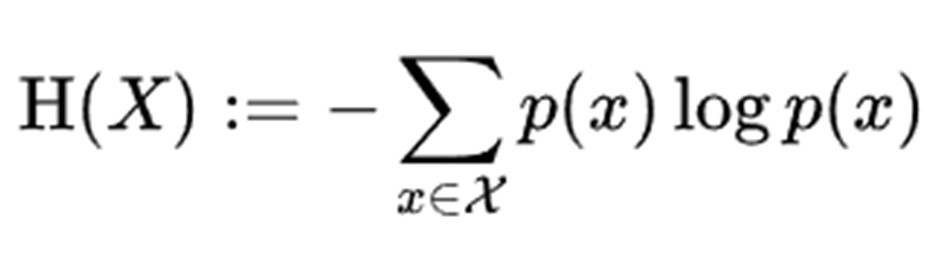 H(X) := − ∑ p(x) log p(x)
x∈𝒳